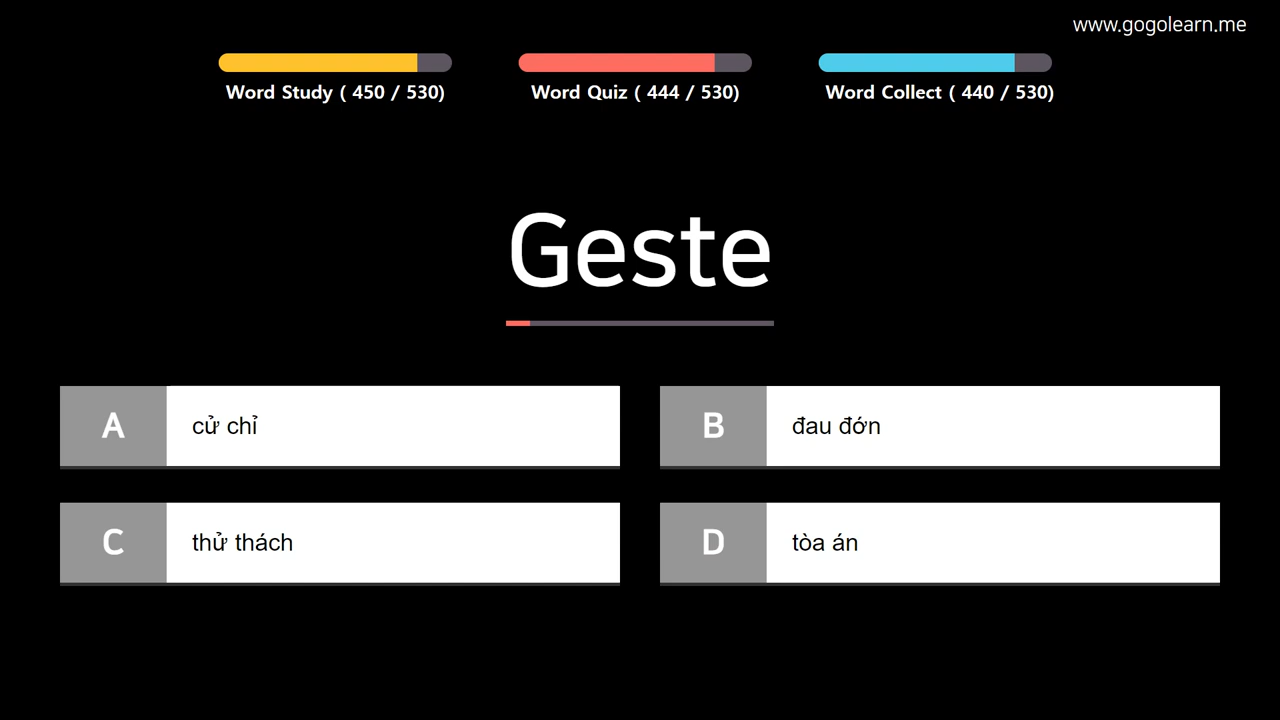 www.gogolearn.me
Word Study ( 450 / 530)
Word Quiz ( 444 / 530)
Word Collect ( 440 / 530)
Geste
A
cử chỉ
B
đau đớn
C
thử thách
D
tòa án